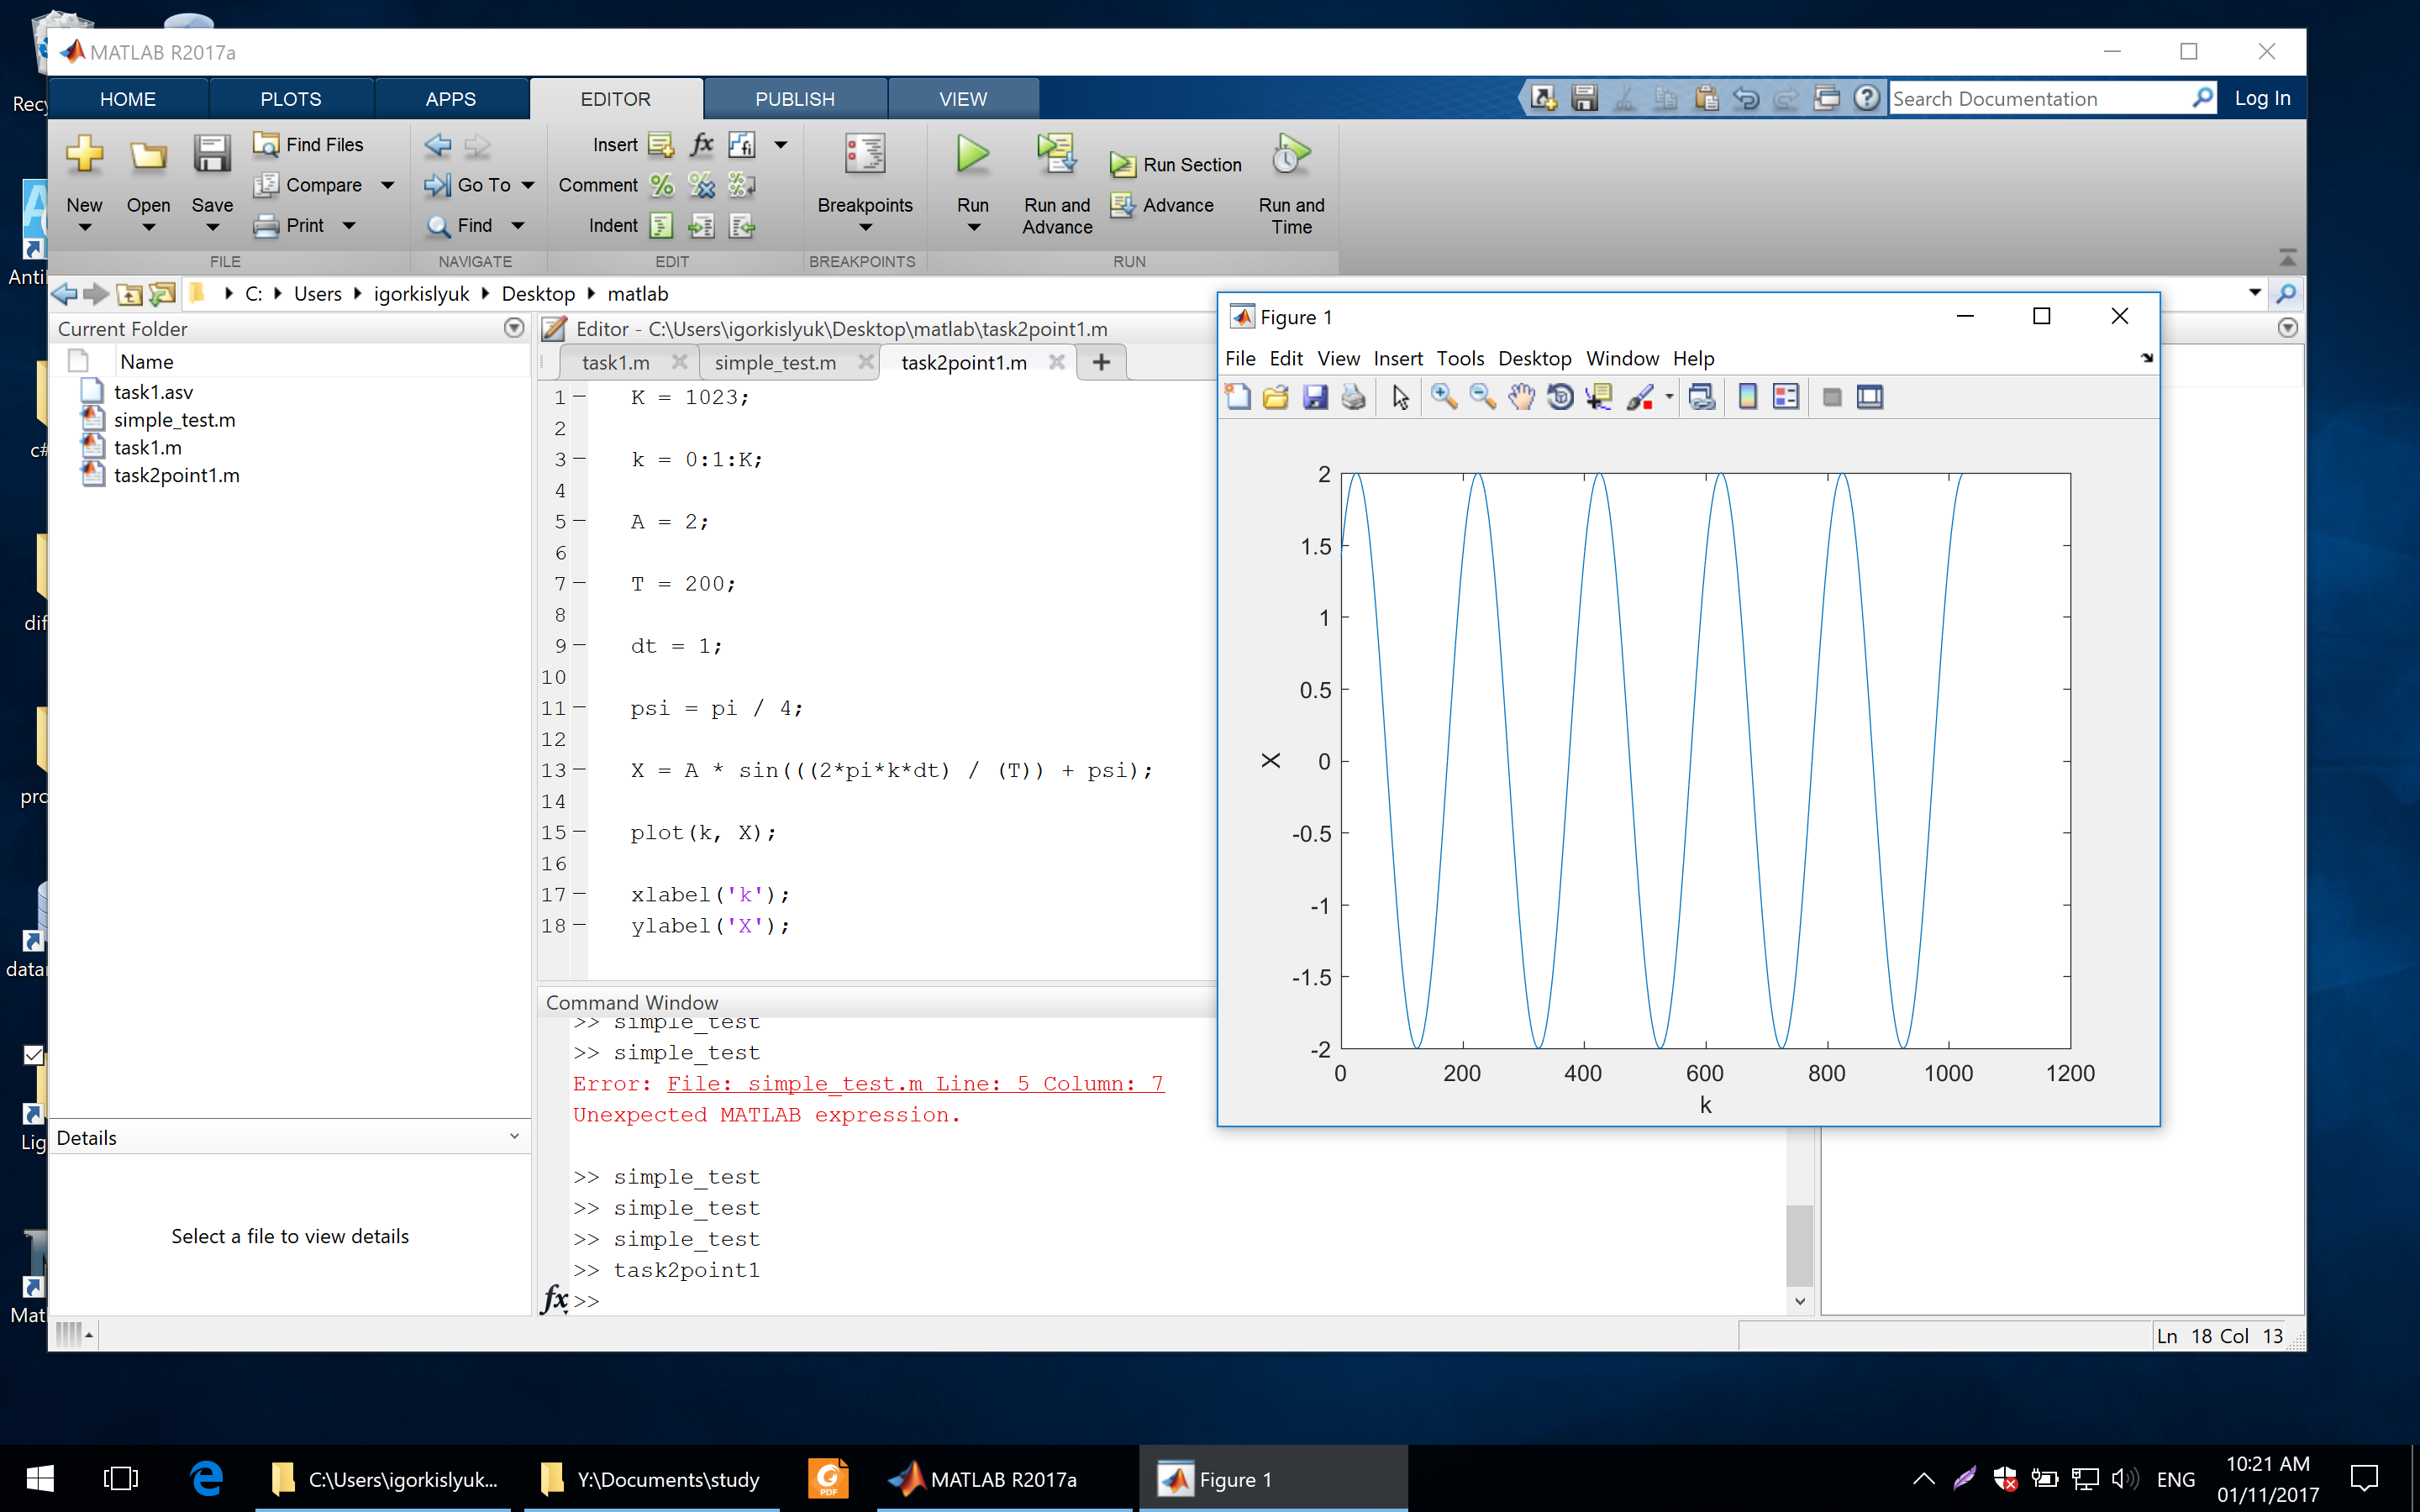 MATLAB R2017a
HOME PLOTS APPS EDITOR PUBLISH VIEW
Search Documentation
Log In
New Open Save
Find Files
Compare
Print
FILE
Go To
Find
NAVIGATE
Insert fx fi
Comment
Indent
EDIT
Breakpoints
BREAKPOINTS
Run
Run and Advance
Run Section
Advance
Run and Time
RUN
C: Users igorkislyuk Desktop matlab
Current Folder
Name
task1.asv
simple_test.m
task1.m
task2point1.m
Details
Select a file to view details
Editor - C:\Users\igorkislyuk\Desktop\matlab\task2point1.m
task1.m simple_test.m task2point1.m
1 K = 1023;
2
3 k = 0:1:K;
4
5 A = 2;
6
7 T = 200;
8
9 dt = 1;
10
11 psi = pi / 4;
12
13 X = A * sin(((2*pi*k*dt) / (T)) + psi);
14
15 plot(k, X);
16
17 xlabel('k');
18 ylabel('X');
Command Window
>> simple_test
>> simple_test
Error: File: simple_test.m Line: 5 Column: 7
Unexpected MATLAB expression.
>> simple_test
>> simple_test
>> simple_test
>> task2point1
fx >>
Figure 1
File Edit View Insert Tools Desktop Window Help
2
1.5
1
0.5
0
-0.5
-1
-1.5
-2
X
0 200 400 600 800 1000 1200
k
Ln 18 Col 13
C:\Users\igorkislyuk...
Y:\Documents\study
PDF
MATLAB R2017a
Figure 1
ENG
10:21 AM
01/11/2017